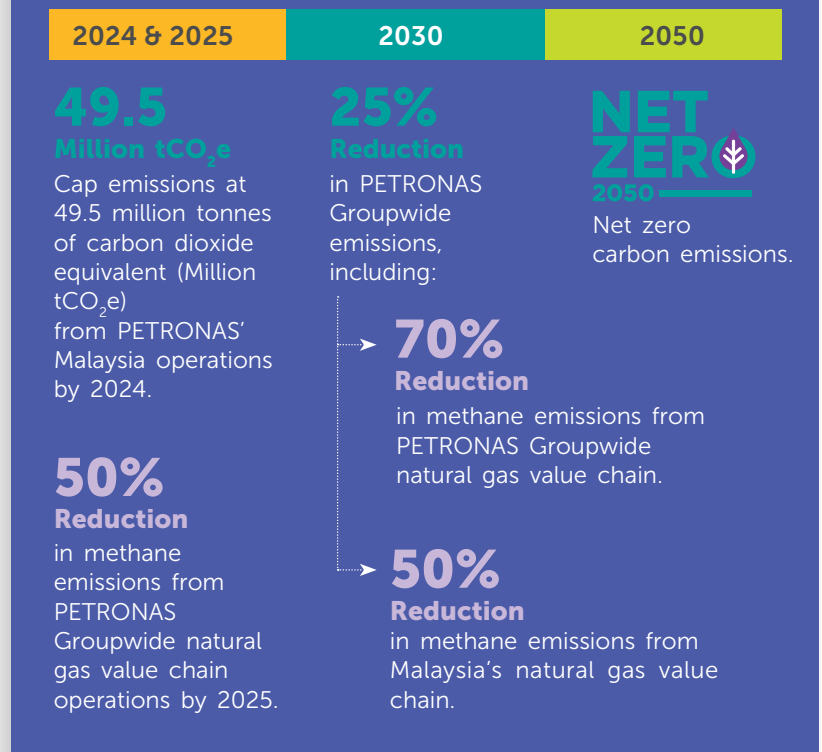 2024 & 2025
2030
2050
49.5
Million tCO₂e
Cap emissions at
49.5 million tonnes
of carbon dioxide
equivalent (Million
tCO₂e)
from PETRONAS’
Malaysia operations
by 2024.
50%
Reduction
in methane
emissions from
PETRONAS
Groupwide natural
gas value chain
operations by 2025.
25%
Reduction
in PETRONAS
Groupwide
emissions,
including:
70%
Reduction
in methane emissions from
PETRONAS Groupwide
natural gas value chain.
50%
Reduction
in methane emissions from
Malaysia’s natural gas value
chain.
NET
ZERO
2050
Net zero
carbon emissions.